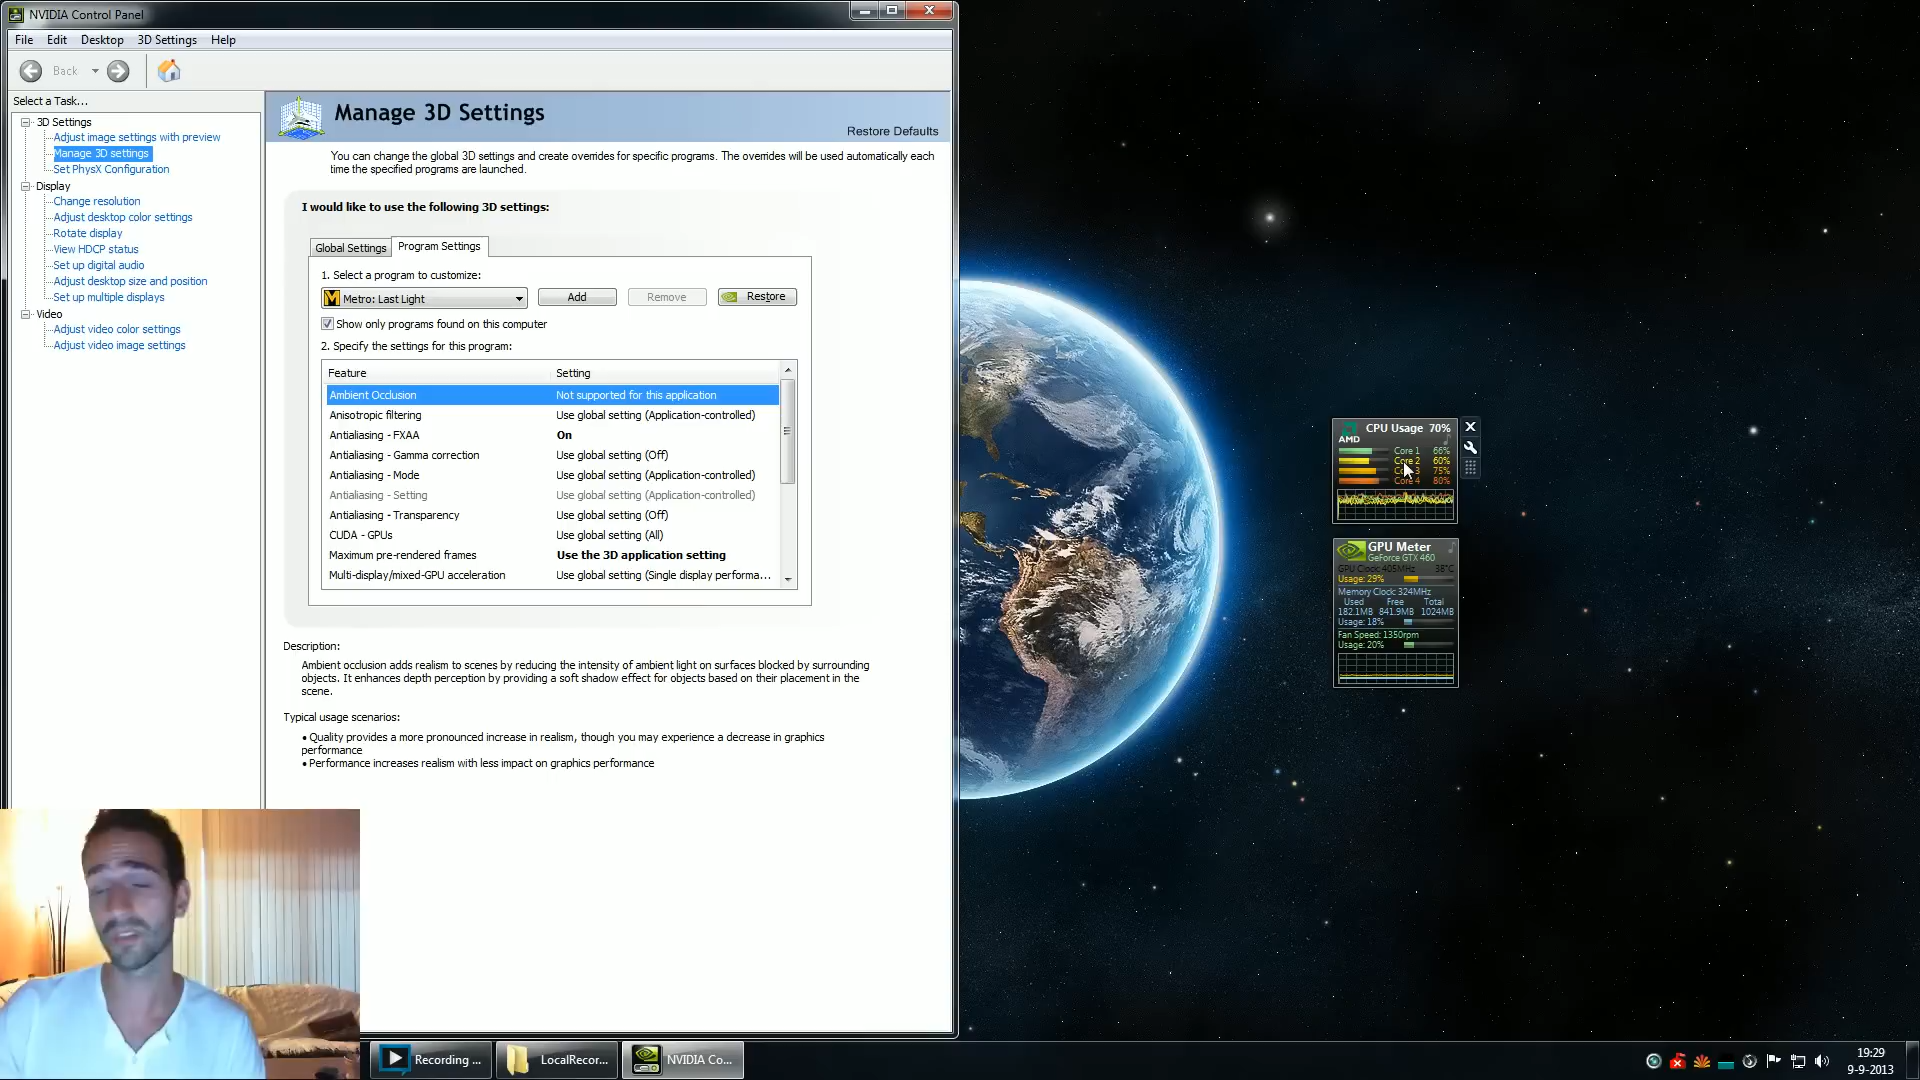 NVIDIA Control Panel
File Edit Desktop 3D Settings Help
Back
Select a Task...
3D Settings
Adjust image settings with preview
Manage 3D settings
Set PhysX Configuration
Display
Change resolution
Adjust desktop color settings
Rotate display
View HDCP status
Set up digital audio
Adjust desktop size and position
Set up multiple displays
Video
Adjust video color settings
Adjust video image settings
Manage 3D Settings
Restore Defaults
You can change the global 3D settings and create overrides for specific programs. The overrides will be used automatically each
time the specified programs are launched.
I would like to use the following 3D settings:
Global Settings Program Settings
1. Select a program to customize:
Metro: Last Light Add Remove Restore
Show only programs found on this computer
2. Specify the settings for this program:
Feature Setting
Ambient Occlusion Not supported for this application
Anisotropic filtering Use global setting (Application-controlled)
Antialiasing - FXAA On
Antialiasing - Gamma correction Use global setting (Off)
Antialiasing - Mode Use global setting (Application-controlled)
Antialiasing - Setting Use global setting (Application-controlled)
Antialiasing - Transparency Use global setting (Off)
CUDA - GPUs Use global setting (All)
Maximum pre-rendered frames Use the 3D application setting
Multi-display/mixed-GPU acceleration Use global setting (Single display performa...
Description:
Ambient occlusion adds realism to scenes by reducing the intensity of ambient light on surfaces blocked by surrounding
objects. It enhances depth perception by providing a soft shadow effect for objects based on their placement in the
scene.
Typical usage scenarios:
• Quality provides a more pronounced increase in realism, though you may experience a decrease in graphics
performance
• Performance increases realism with less impact on graphics performance
CPU Usage 70%
AMD
Core 1 66%
Core 2 60%
75%
Core 4 80%
GPU Meter
GeForce GTX 460
GPU Clock: 405MHz 38°C
Usage: 29%
Memory Clock: 324MHz
Used Free Total
182.1MB 841.9MB 1024MB
Usage: 18%
Fan Speed: 1350rpm
Usage: 20%
Recording ... LocalRecor... NVIDIA Co...
19:29
9-9-2013